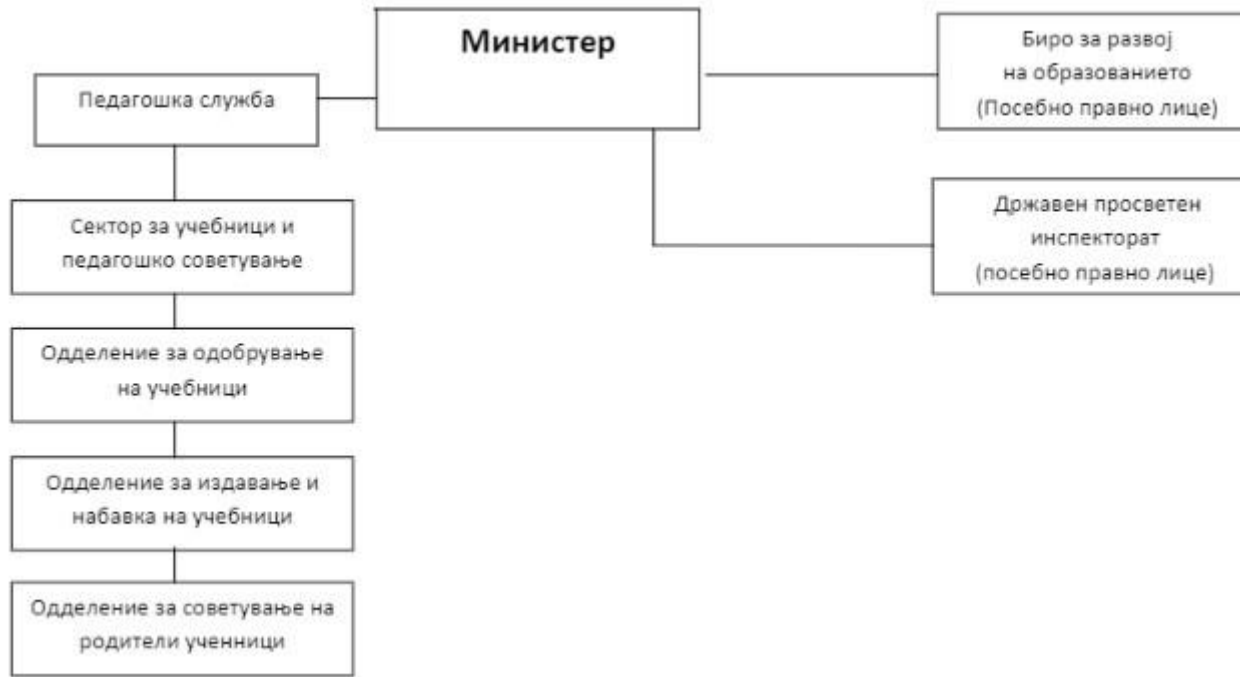 Министер
Педагошка служба
Сектор за учебници и
педагошко советување
Одделение за одобрување
на учебници
Одделение за издавање и
набавка на учебници
Одделение за советување на
родители ученници
Биро за развој
на образованието
(Посебно правно лице)
Државен просветен
инспекторат
(посебно правно лице)